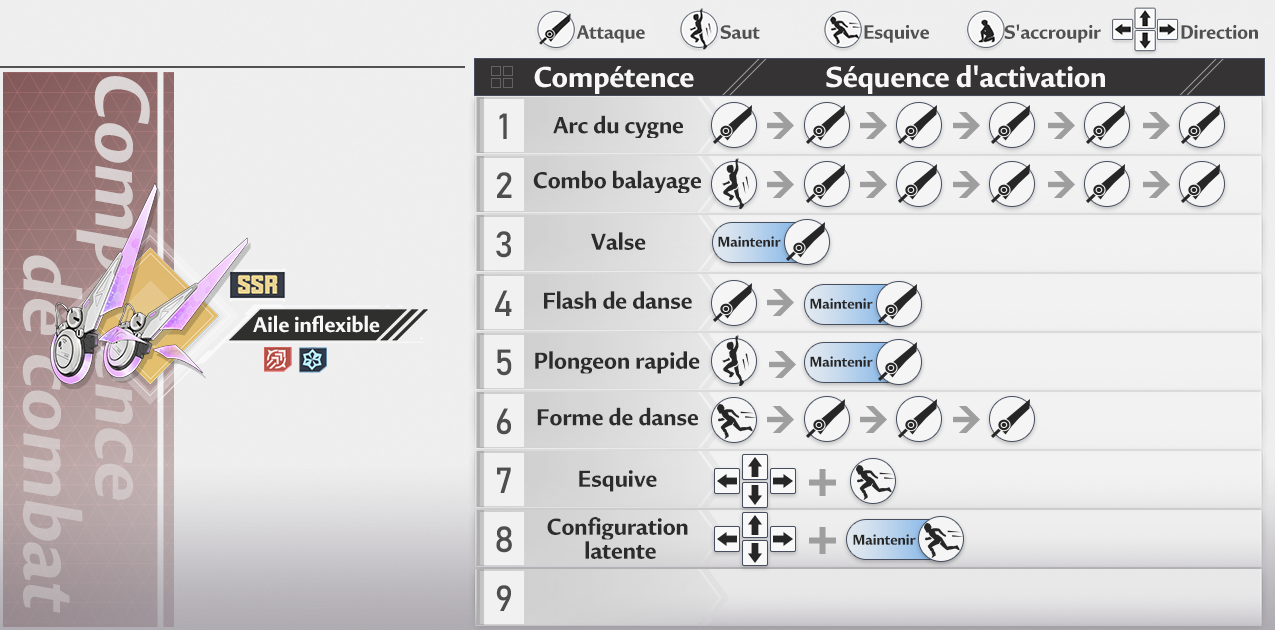 Attaque
Saut
Esquive
S'accroupir
Direction
Compétence
de combat
SSR
Aile inflexible
Compétence
Séquence d'activation
1
Arc du cygne
2
Combo balayage
3
Valse
Maintenir
4
Flash de danse
Maintenir
5
Plongeon rapide
Maintenir
6
Forme de danse
7
Esquive
8
Configuration
latente
Maintenir
9